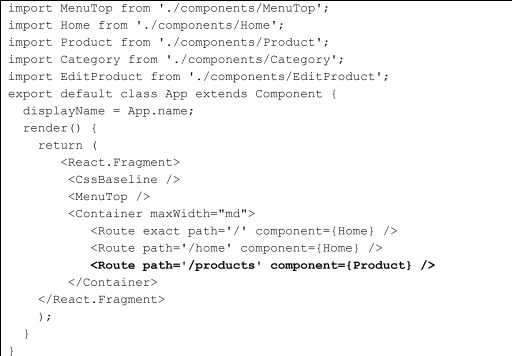 import MenuTop from './components/MenuTop';
import Home from './components/Home';
import Product from './components/Product';
import Category from './components/Category';
import EditProduct from './components/EditProduct';
export default class App extends Component {
  displayName = App.name;
  render() {
    return (
       <React.Fragment>
        <CssBaseline />
        <MenuTop />
        <Container maxWidth="md">
           <Route exact path='/' component={Home} />
           <Route path='/home' component={Home} />
           <Route path='/products' component={Product} />
        </Container>
    </React.Fragment>
    );
  }
}